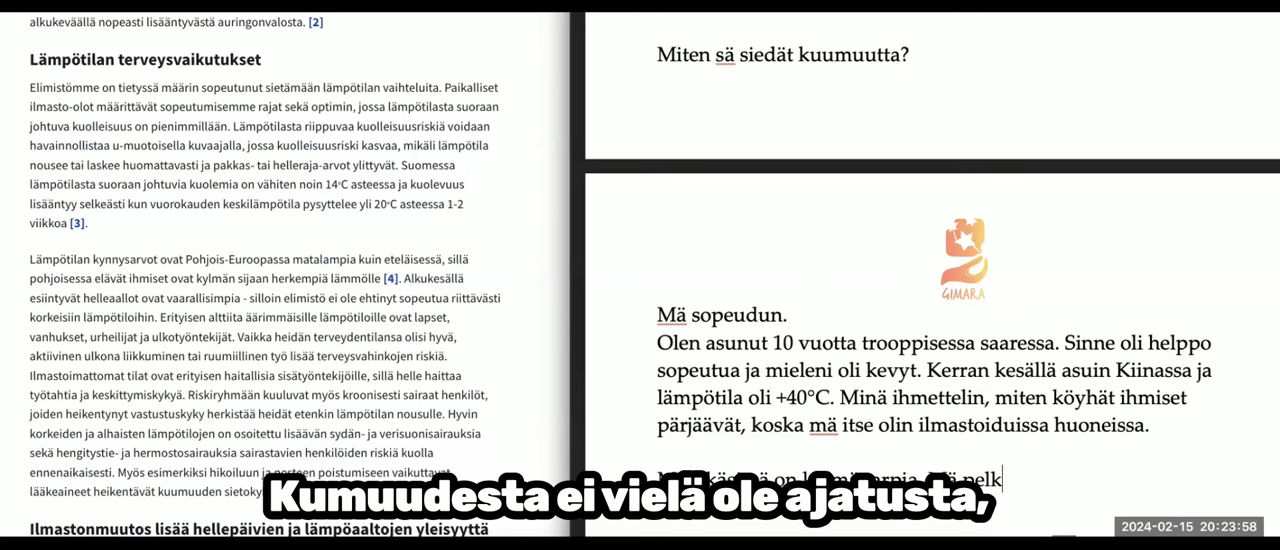 alkukeväällä nopeasti lisääntyvästä auringonvalosta. [2]
Lämpötilan terveysvaikutukset
Elimistömme on tietyssä määrin sopeutunut sietämään lämpötilan vaihteluita. Paikalliset
ilmasto-olot määrittävät sopeutumisemme rajat sekä optimin, jossa lämpötilasta suoraan
johtuva kuolleisuus on pienimmillään. Lämpötilasta riippuvaa kuolleisuusriskiä voidaan
havainnollistaa u-muotoisella kuvaajalla, jossa kuolleisuusriski kasvaa, mikäli lämpötila
nousee tai laskee huomattavasti ja pakkas- tai helleraja-arvot ylittyvät. Suomessa
lämpötilasta suoraan johtuvia kuolemia on vähiten noin 14°C asteessa ja kuolevuus
lisääntyy selkeästi kun vuorokauden keskilämpötila pysyttelee yli 20°C asteessa 1-2
viikkoa [3].
Lämpötilan kynnysarvot ovat Pohjois-Euroopassa matalampia kuin eteläisessä, sillä
pohjoisessa elävät ihmiset ovat kylmän sijaan herkempiä lämmölle [4]. Alkukesällä
esiintyvät helleaallot ovat vaarallisimpia - silloin elimistö ei ole ehtinyt sopeutua riittävästi
korkeisiin lämpötiloihin. Erityisen alttiita äärimmäisille lämpötiloille ovat lapset,
vanhukset, urheilijat ja ulkotyöntekijät. Vaikka heidän terveydentilansa olisi hyvä,
aktiivinen ulkona liikkuminen tai ruumiillinen työ lisää terveysvahinkojen riskiä.
Ilmastoimattomat tilat ovat erityisen haitallisia sisätyöntekijöille, sillä helle haittaa
työtahtia ja keskittymiskykyä. Riskiryhmään kuuluvat myös kroonisesti sairaat henkilöt,
joiden heikentynyt vastustuskyky herkistää heidät etenkin lämpötilan nousulle. Hyvin
korkeiden ja alhaisten lämpötilojen on osoitettu lisäävän sydän- ja verisuonisairauksia
sekä hengitystie- ja hermostosairauksia sairastavien henkilöiden riskiä kuolla
ennenaikaisesti. Myös esimerkiksi hikoiluun ja nesteen poistumiseen vaikuttavat
lääkeaineet heikentävät kuumuuden
Ilmastonmuutos lisää hellepäivien ja lämpöaaltojen yleisyyttä
Miten sä siedät kuumuutta?
GIMARA
Mä sopeudun.
Olen asunut 10 vuotta trooppisessa saaressa. Sinne oli helppo
sopeutua ja mieleni oli kevyt. Kerran kesällä asuin Kiinassa ja
lämpötila oli +40°C. Minä ihmettelin, miten köyhät ihmiset
pärjäävät, koska mä itse olin ilmastoiduissa huoneissa.
pelk
Kumuudesta ei vielä ole ajatusta,
2024-02-15 20:23:58